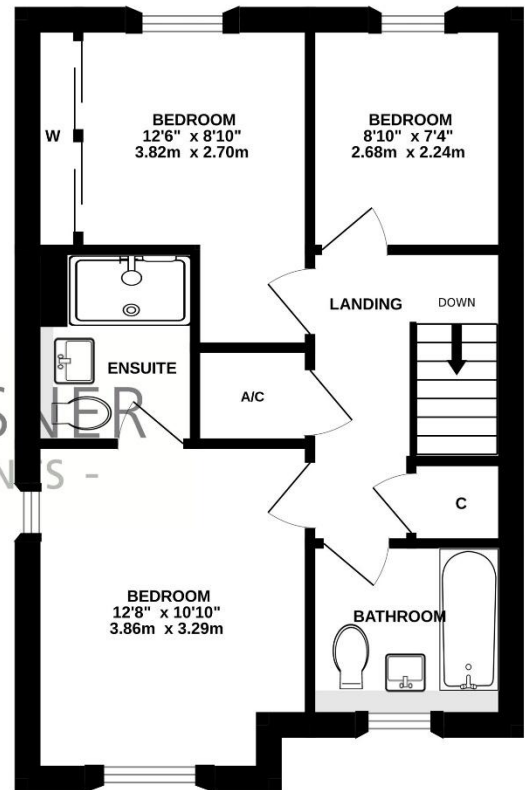 BEDROOM
12'6" x 8'10"
3.82m x 2.70m
BEDROOM
8'10" x 7'4"
2.68m x 2.24m
W
LANDING
DOWN
ENSUITE
A/C
C
BEDROOM
12'8" x 10'10"
3.86m x 3.29m
BATHROOM